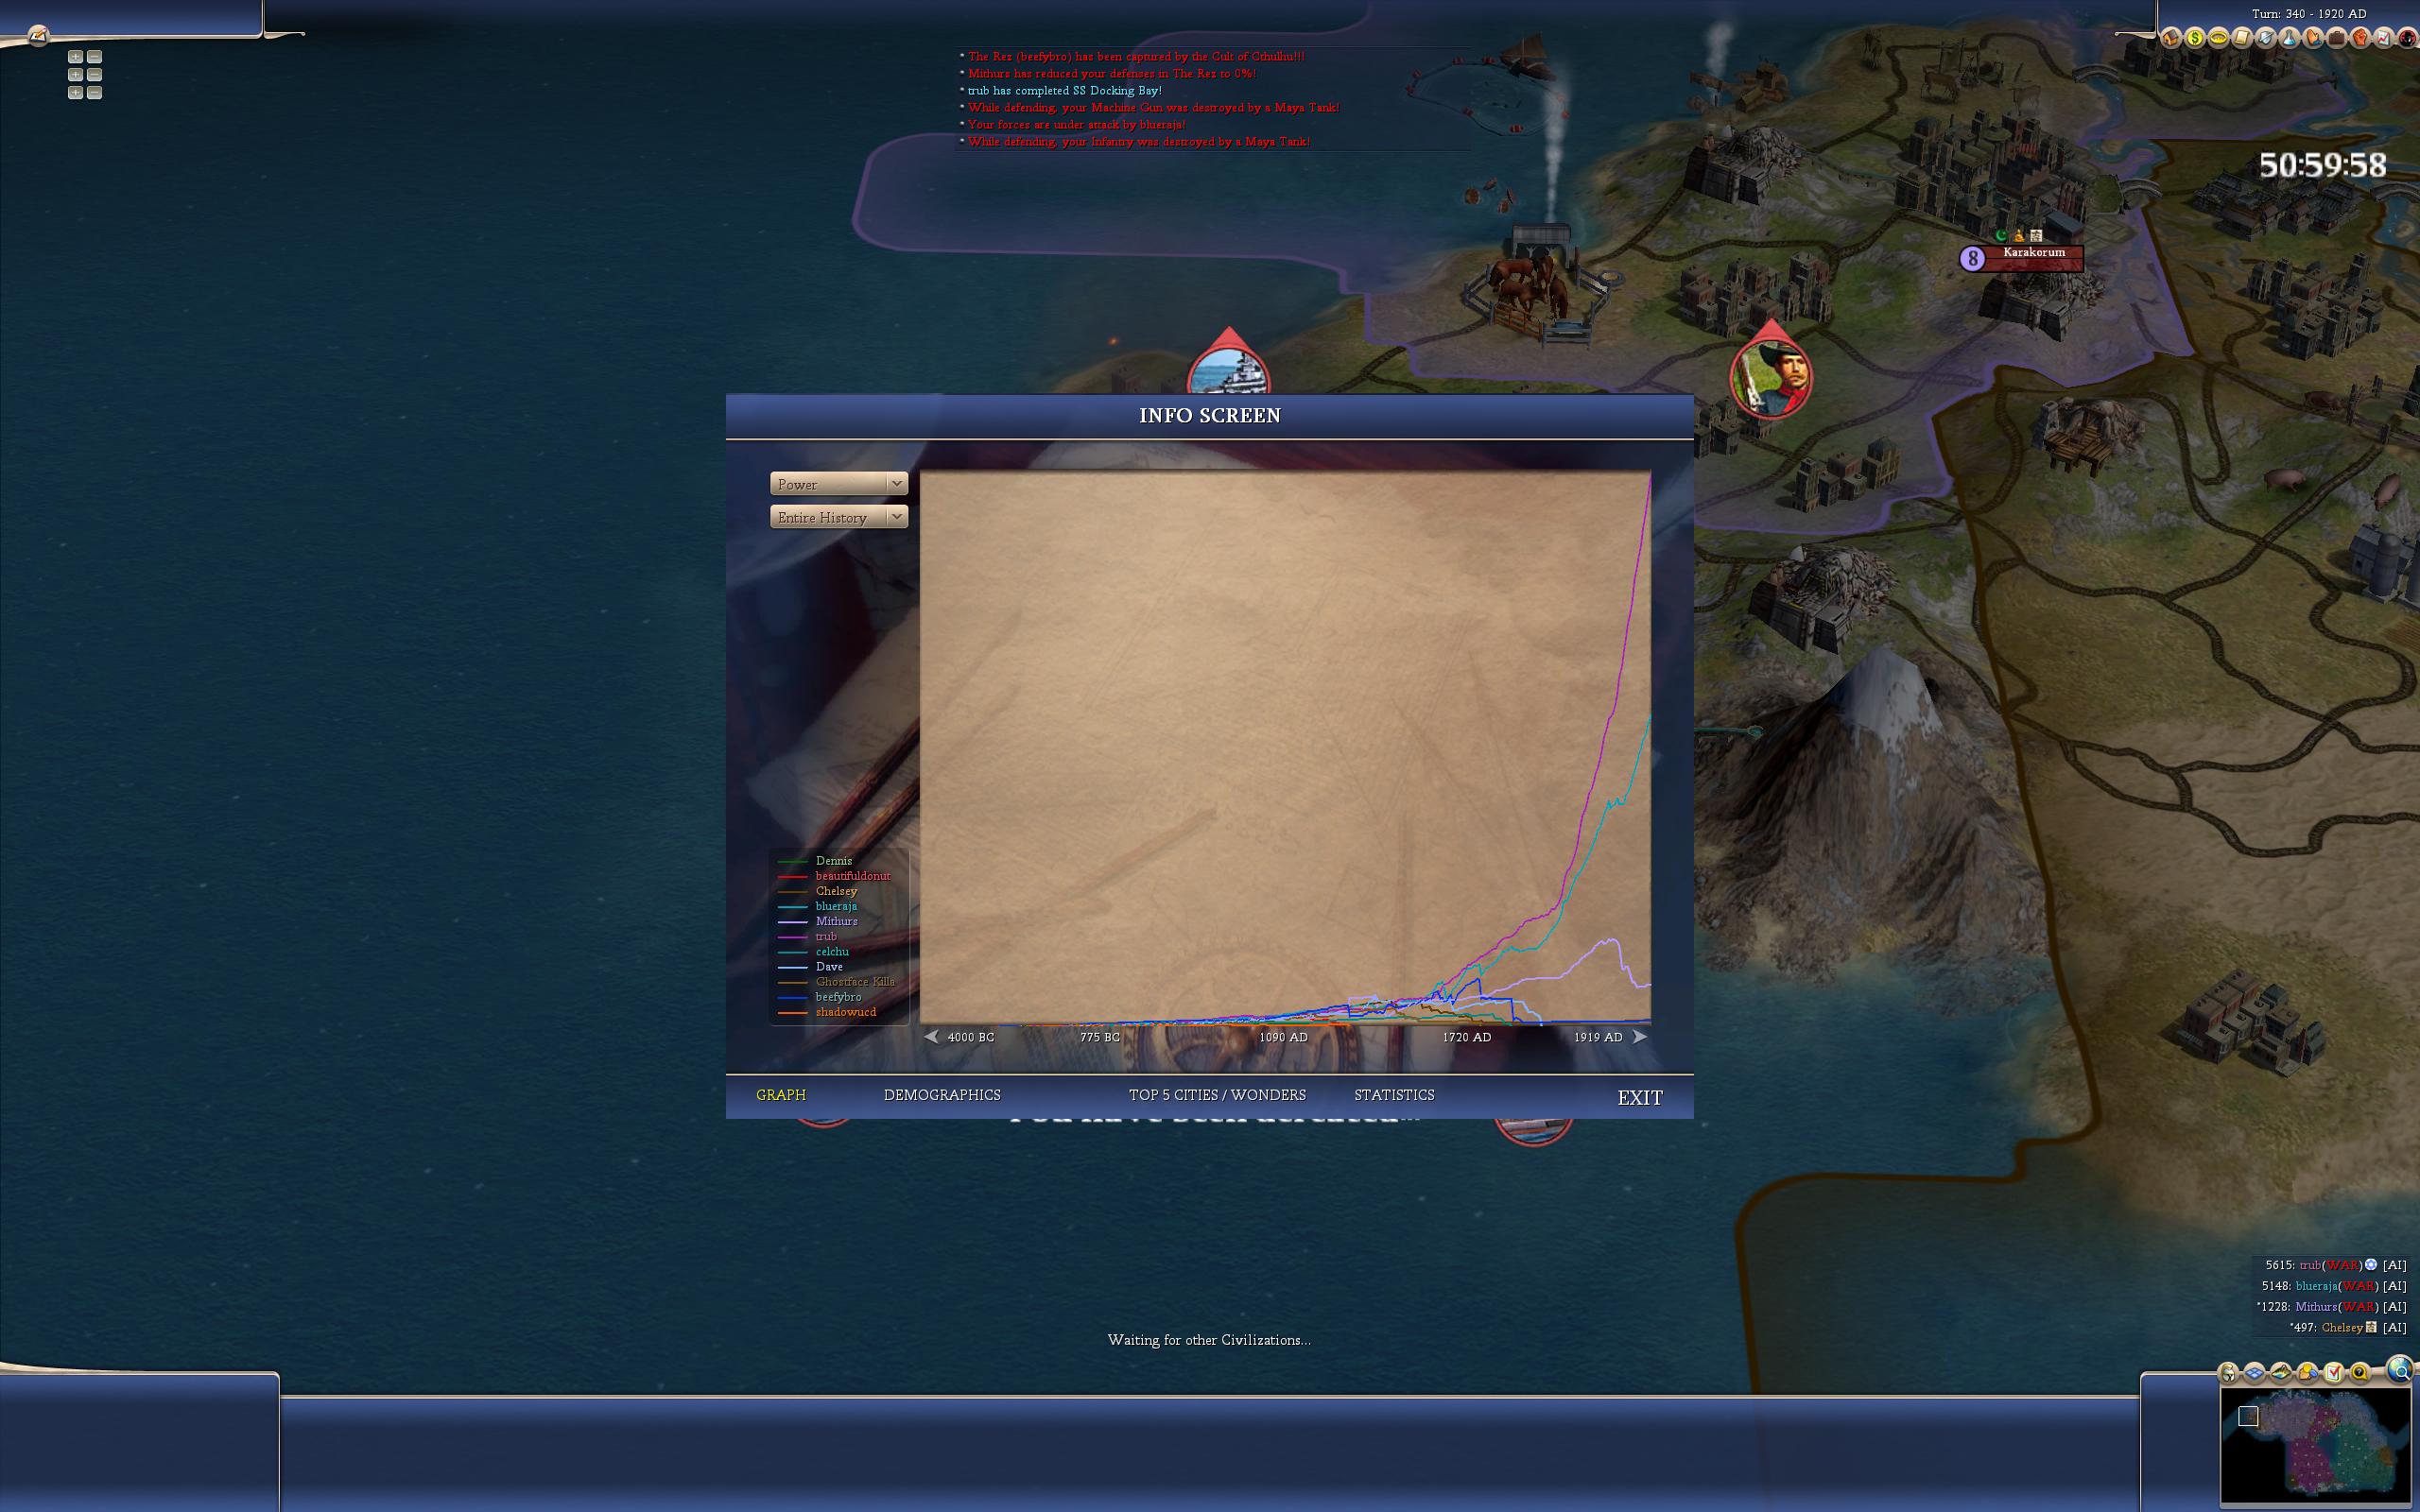 Turn: 340 - 1920 AD
* The Rez (beefybro) has been captured by the Cult of Cthulhu!!!
* Mithurs has reduced your defenses in The Rez to 0%!
* trub has completed SS Docking Bay!
* While defending, your Machine Gun was destroyed by a Maya Tank!
* Your forces are under attack by blueraja!
* While defending, your Infantry was destroyed by a Maya Tank!
50:59:58
8 Karakorum
INFO SCREEN
Power
Entire History
Dennis
beautifuldonut
Chelsey
blueraja
Mithurs
trub
celchu
Dave
Ghostface Killa
beefybro
shadowucd
4000 BC 775 BC 1090 AD 1720 AD 1919 AD
GRAPH DEMOGRAPHICS TOP 5 CITIES / WONDERS STATISTICS EXIT
You have been defeated...
5615: trub(WAR) [AI]
5148: blueraja(WAR) [AI]
*1228: Mithurs(WAR) [AI]
*497: Chelsey [AI]
Waiting for other Civilizations...